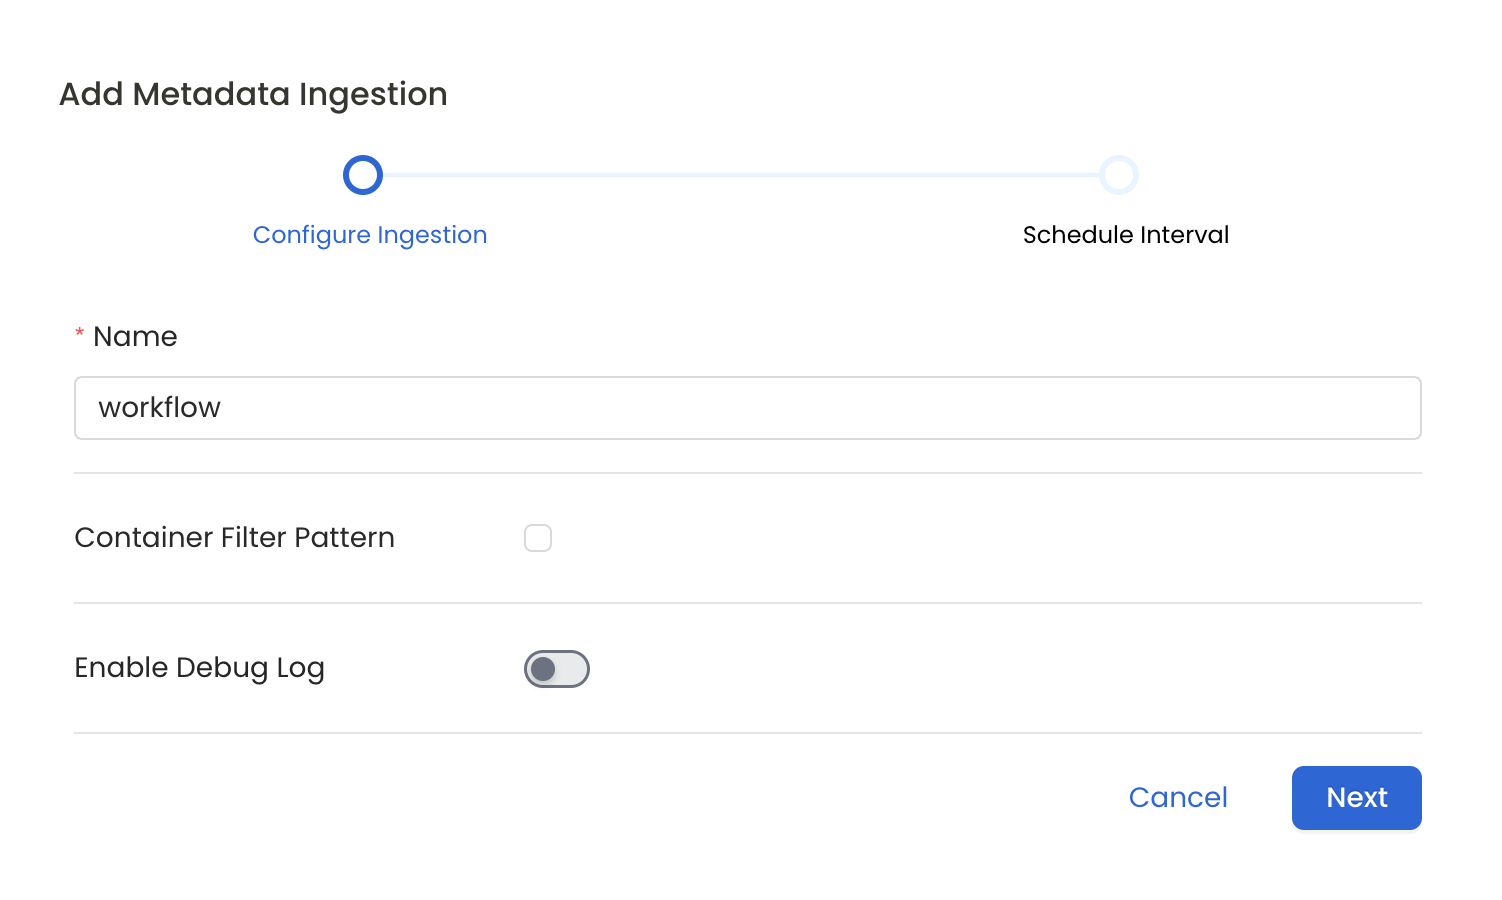 Add Metadata Ingestion
Configure Ingestion
Schedule Interval
* Name
workflow
Container Filter Pattern
Enable Debug Log
Cancel
Next